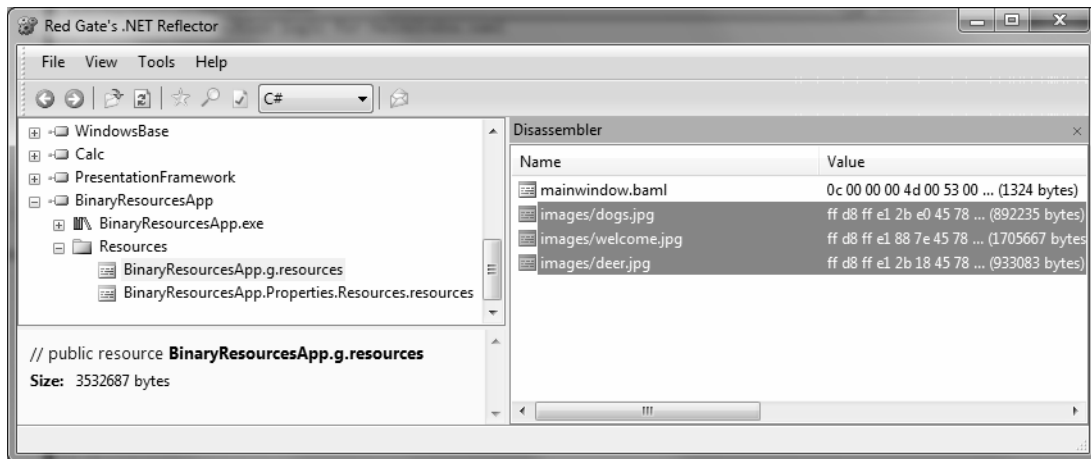 Red Gate's .NET Reflector
File View Tools Help
C#
WindowsBase
Calc
PresentationFramework
BinaryResourcesApp
BinaryResourcesApp.exe
Resources
BinaryResourcesApp.g.resources
BinaryResourcesApp.Properties.Resources.resources
// public resource BinaryResourcesApp.g.resources
Size: 3532687 bytes
Disassembler
Name Value
mainwindow.baml 0c 00 00 00 4d 00 53 00 ... (1324 bytes)
images/dogs.jpg ff d8 ff e1 2b e0 45 78 ... (892235 bytes)
images/welcome.jpg ff d8 ff e1 88 7e 45 78 ... (1705667 bytes
images/deer.jpg ff d8 ff e1 2b 18 45 78 ... (933083 bytes)